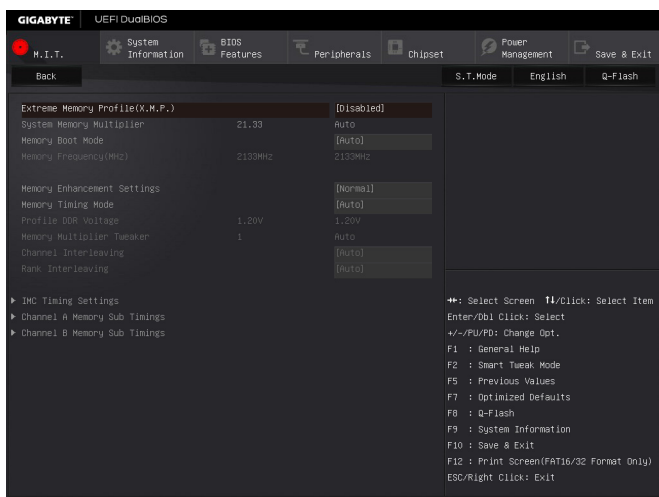 GIGABYTE™ UEFI DualBIOS
M.I.T.
System Information
BIOS Features
Peripherals
Chipset
Power Management
Save & Exit
Back
S.T.Mode English Q-Flash
Extreme Memory Profile(X.M.P.) [Disabled]
System Memory Multiplier 21.33 Auto
Memory Boot Mode [Auto]
Memory Frequency(MHz) 2133MHz 2133MHz
Memory Enhancement Settings [Normal]
Memory Timing Mode [Auto]
Profile DDR Voltage 1.20V 1.20V
Memory Multiplier Tweaker 1 Auto
Channel Interleaving [Auto]
Rank Interleaving [Auto]
IMC Timing Settings
Channel A Memory Sub Timings
Channel B Memory Sub Timings
→←: Select Screen ↑↓/Click: Select Item
Enter/Dbl Click: Select
+/-/PU/PD: Change Opt.
F1 : General Help
F2 : Smart Tweak Mode
F5 : Previous Values
F7 : Optimized Defaults
F8 : Q-Flash
F9 : System Information
F10 : Save & Exit
F12 : Print Screen(FAT16/32 Format Only)
ESC/Right Click: Exit